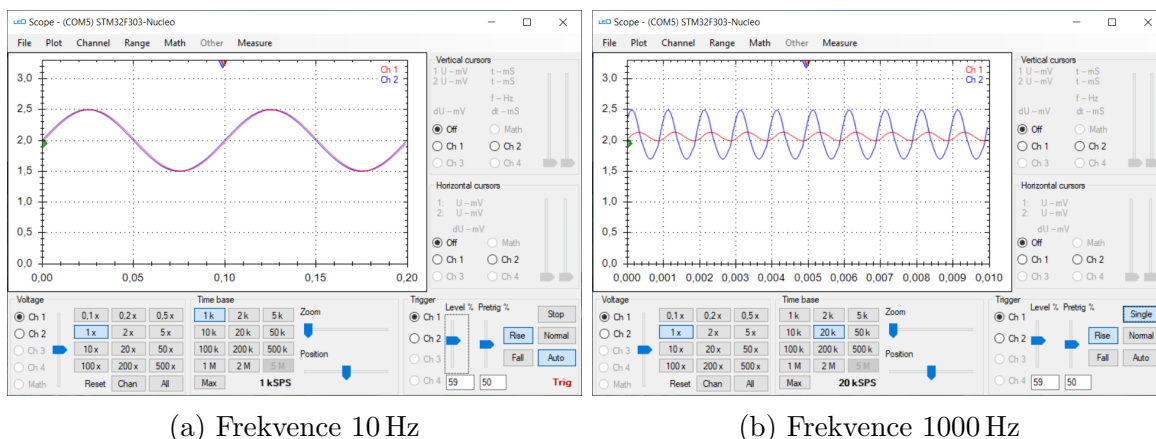 LEO Scope - (COM5) STM32F303-Nucleo
File Plot Channel Range Math Other Measure
Ch 1
Ch 2
3,0
2,5
2,0
1,5
1,0
0,5
0,0
0,00 0,05 0,10 0,15 0,20
Vertical cursors
1 U – mV t – mS
2 U – mV t – mS
f – Hz
dU – mV dt – mS
Off Math
Ch 1 Ch 2
Ch 3 Ch 4
Horizontal cursors
1: U – mV
2: U – mV
dU – mV
Off Math
Ch 1 Ch 2
Ch 3 Ch 4
Voltage
Ch 1
Ch 2
Ch 3
Ch 4
Math
0,1 x 0,2 x 0,5 x
1 x 2 x 5 x
10 x 20 x 50 x
100 x 200 x 500 x
Reset Chan All
Time base
1 k 2 k 5 k
10 k 20 k 50 k
100 k 200 k 500 k
1 M 2 M 5 M
Max 1 kSPS
Zoom
Position
Trigger
Ch 1
Ch 2
Ch 3
Ch 4
Level % Pretrig %
59 50
Stop
Rise Normal
Fall Auto
Trig
(a) Frekvence 10 Hz
LEO Scope - (COM5) STM32F303-Nucleo
File Plot Channel Range Math Other Measure
Ch 1
Ch 2
3,0
2,5
2,0
1,5
1,0
0,5
0,0
0,000 0,001 0,002 0,003 0,004 0,005 0,006 0,007 0,008 0,009 0,010
Vertical cursors
1 U – mV t – mS
2 U – mV t – mS
f – Hz
dU – mV dt – mS
Off Math
Ch 1 Ch 2
Ch 3 Ch 4
Horizontal cursors
1: U – mV
2: U – mV
dU – mV
Off Math
Ch 1 Ch 2
Ch 3 Ch 4
Voltage
Ch 1
Ch 2
Ch 3
Ch 4
Math
0,1 x 0,2 x 0,5 x
1 x 2 x 5 x
10 x 20 x 50 x
100 x 200 x 500 x
Reset Chan All
Time base
1 k 2 k 5 k
10 k 20 k 50 k
100 k 200 k 500 k
1 M 2 M 5 M
Max 20 kSPS
Zoom
Position
Trigger
Ch 1
Ch 2
Ch 3
Ch 4
Level % Pretrig %
59 50
Single
Rise Normal
Fall Auto
(b) Frekvence 1000 Hz